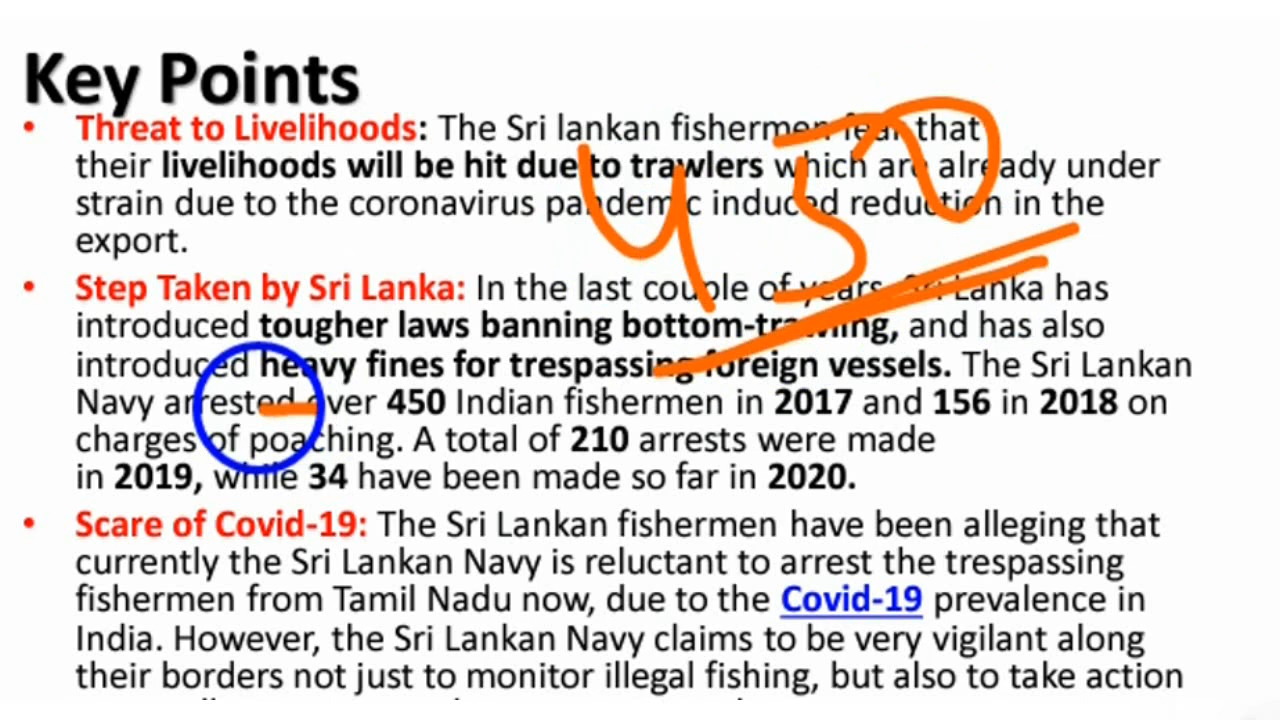 Key Points
• Threat to Livelihoods: The Sri lankan fishermen fear that
their livelihoods will be hit due to trawlers which are already under
strain due to the coronavirus pandemic induced reduction in the
export.
450
• Step Taken by Sri Lanka: In the last couple of years, Sri Lanka has
introduced tougher laws banning bottom-trawling, and has also
introduced heavy fines for trespassing foreign vessels. The Sri Lankan
Navy arrested over 450 Indian fishermen in 2017 and 156 in 2018 on
charges of poaching. A total of 210 arrests were made
in 2019, while 34 have been made so far in 2020.
• Scare of Covid-19: The Sri Lankan fishermen have been alleging that
currently the Sri Lankan Navy is reluctant to arrest the trespassing
fishermen from Tamil Nadu now, due to the Covid-19 prevalence in
India. However, the Sri Lankan Navy claims to be very vigilant along
their borders not just to monitor illegal fishing, but also to take action